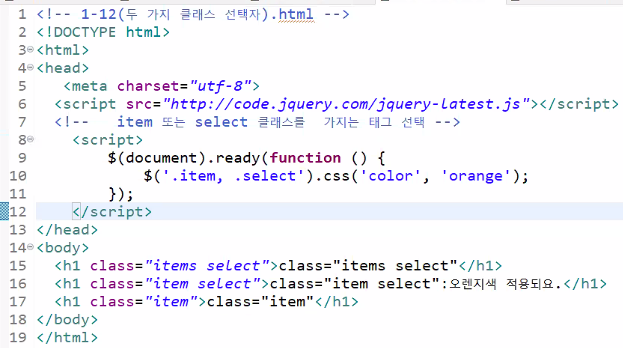 1 <!-- 1-12(두 가지 클래스 선택자).html -->
2 <!DOCTYPE html>
3 <html>
4 <head>
5 <meta charset="utf-8">
6 <script src="http://code.jquery.com/jquery-latest.js"></script>
7 <!-- item 또는 select 클래스를 가지는 태그 선택 -->
8 <script>
9 $(document).ready(function () {
10 $('.item, .select').css('color', 'orange');
11 });
12 </script>
13 </head>
14 <body>
15 <h1 class="items select">class="items select"</h1>
16 <h1 class="item select">class="item select":오렌지색 적용되요.</h1>
17 <h1 class="item">class="item"</h1>
18 </body>
19 </html>